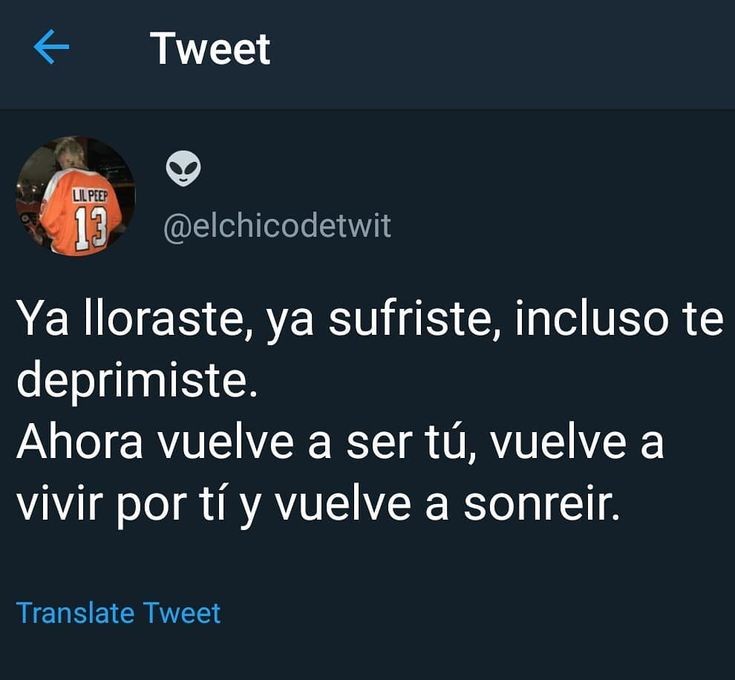 Tweet
LIL PEEP
13
@elchicodetwit
Ya lloraste, ya sufriste, incluso te
deprimiste.
Ahora vuelve a ser tú, vuelve a
vivir por tí y vuelve a sonreir.
Translate Tweet